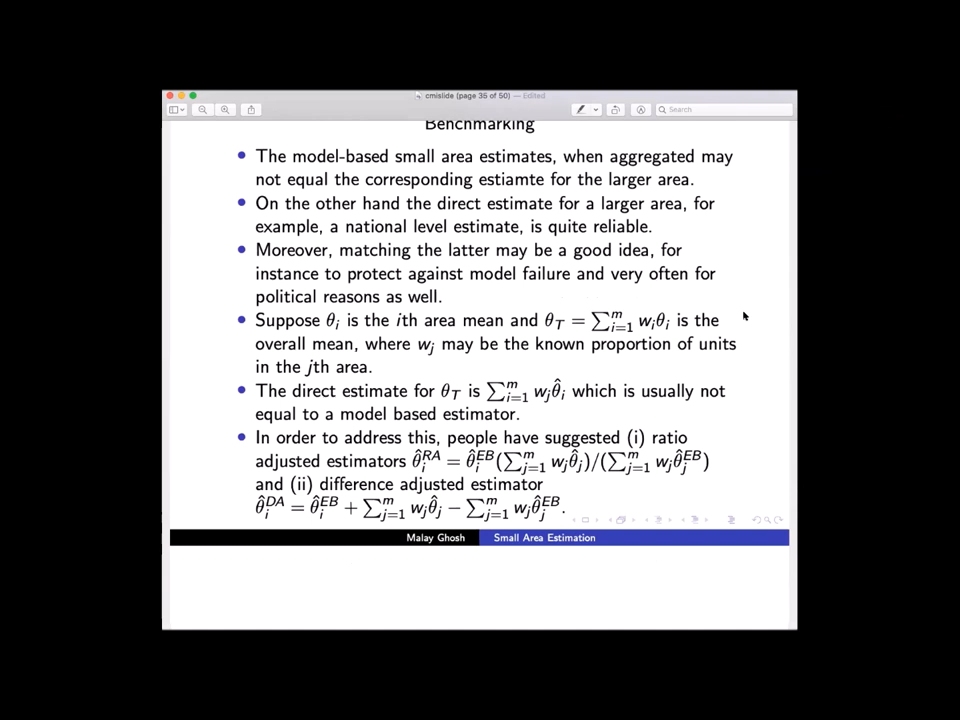 cmislide (page 35 of 50) — Edited
Search
Benchmarking
The model-based small area estimates, when aggregated may
not equal the corresponding estiamte for the larger area.
On the other hand the direct estimate for a larger area, for
example, a national level estimate, is quite reliable.
Moreover, matching the latter may be a good idea, for
instance to protect against model failure and very often for
political reasons as well.
Suppose θ_i is the ith area mean and θ_T = ∑_{i=1}^m w_iθ_i is the
overall mean, where w_j may be the known proportion of units
in the jth area.
The direct estimate for θ_T is ∑_{i=1}^m w_jθ̂_i which is usually not
equal to a model based estimator.
In order to address this, people have suggested (i) ratio
adjusted estimators θ̂_i^{RA} = θ̂_i^{EB}(∑_{j=1}^m w_jθ̂_j)/(∑_{j=1}^m w_jθ̂_j^{EB})
and (ii) difference adjusted estimator
θ̂_i^{DA} = θ̂_i^{EB} + ∑_{j=1}^m w_jθ̂_j − ∑_{j=1}^m w_jθ̂_j^{EB}.
Malay Ghosh Small Area Estimation